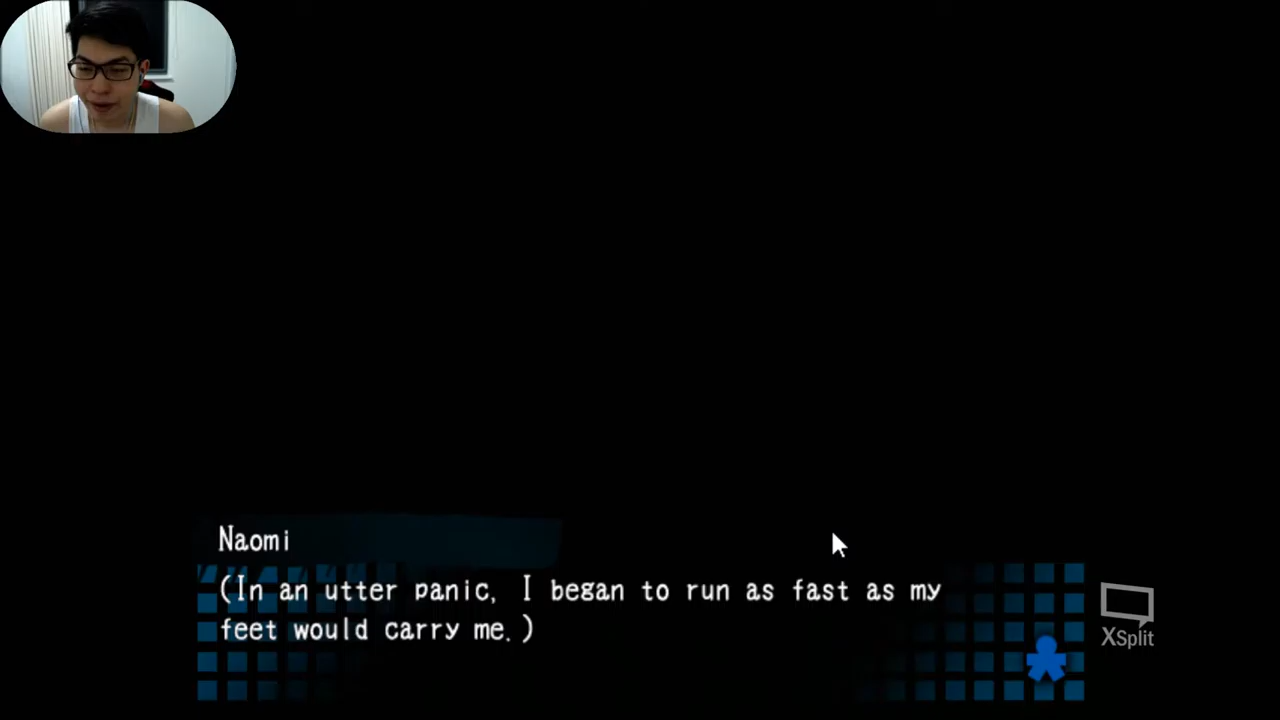 Naomi
(In an utter panic, I began to run as fast as my
feet would carry me.)
XSplit